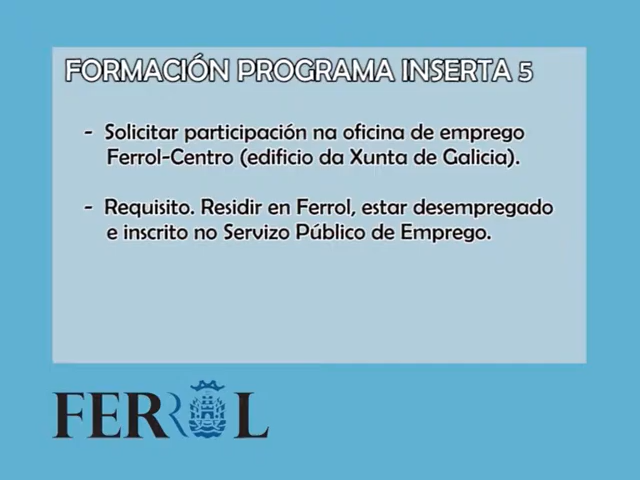 FORMACIÓN PROGRAMA INSERTA 5
- Solicitar participación na oficina de emprego
Ferrol-Centro (edificio da Xunta de Galicia).
- Requisito. Residir en Ferrol, estar desempregado
e inscrito no Servizo Público de Emprego.
FERROL